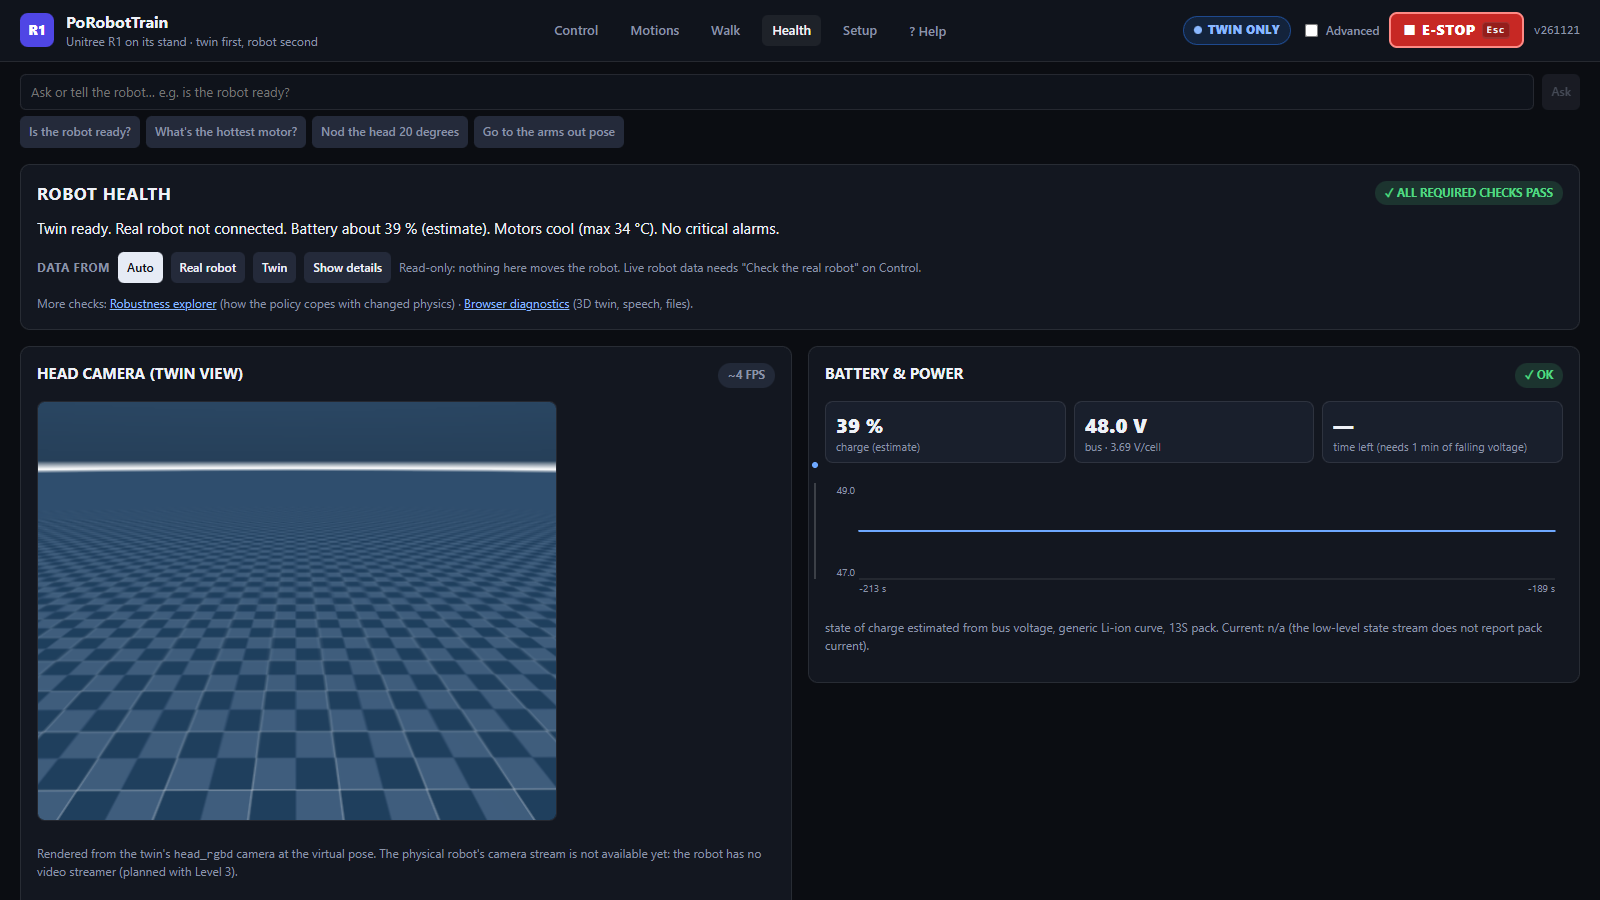 R1
PoRobotTrain
Unitree R1 on its stand · twin first, robot second
Control
Motions
Walk
Health
Setup
? Help
TWIN ONLY
Advanced
E-STOP Esc
v261121
Ask or tell the robot... e.g. is the robot ready?
Ask
Is the robot ready?
What's the hottest motor?
Nod the head 20 degrees
Go to the arms out pose
ROBOT HEALTH
✓ ALL REQUIRED CHECKS PASS
Twin ready. Real robot not connected. Battery about 39 % (estimate). Motors cool (max 34 °C). No critical alarms.
DATA FROM
Auto
Real robot
Twin
Show details
Read-only: nothing here moves the robot. Live robot data needs "Check the real robot" on Control.
More checks: Robustness explorer (how the policy copes with changed physics) · Browser diagnostics (3D twin, speech, files).
HEAD CAMERA (TWIN VIEW)
~4 FPS
Rendered from the twin's head_rgbd camera at the virtual pose. The physical robot's camera stream is not available yet: the robot has no
video streamer (planned with Level 3).
BATTERY & POWER
✓ OK
39 %
charge (estimate)
48.0 V
bus · 3.69 V/cell
—
time left (needs 1 min of falling voltage)
49.0
47.0
-213 s
-189 s
state of charge estimated from bus voltage, generic Li-ion curve, 13S pack. Current: n/a (the low-level state stream does not report pack
current).